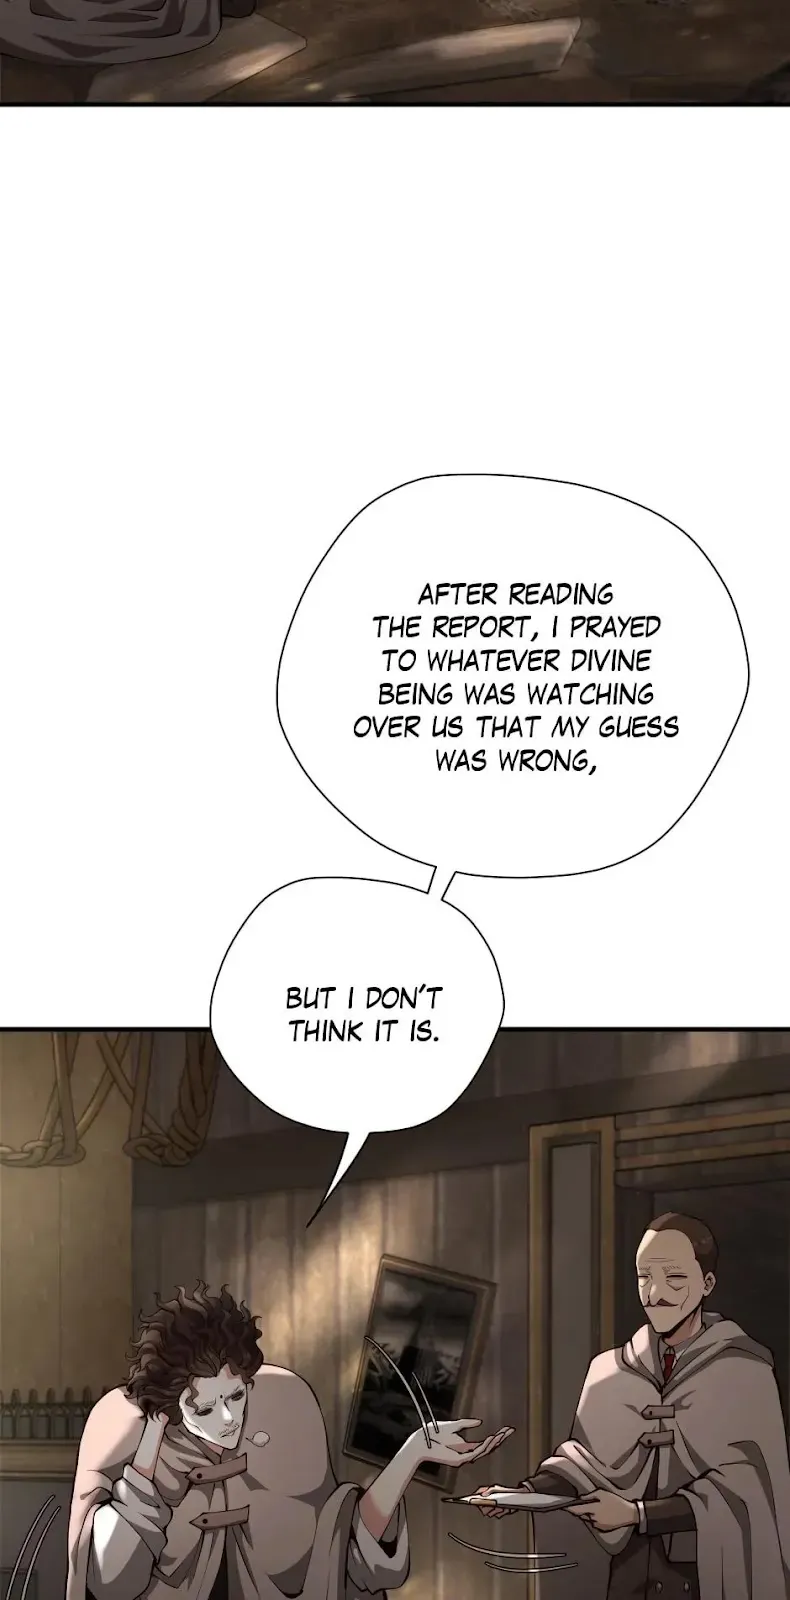 AFTER READING
THE REPORT, I PRAYED
TO WHATEVER DIVINE
BEING WAS WATCHING
OVER US THAT MY GUESS
WAS WRONG,
BUT I DON'T
THINK IT IS.